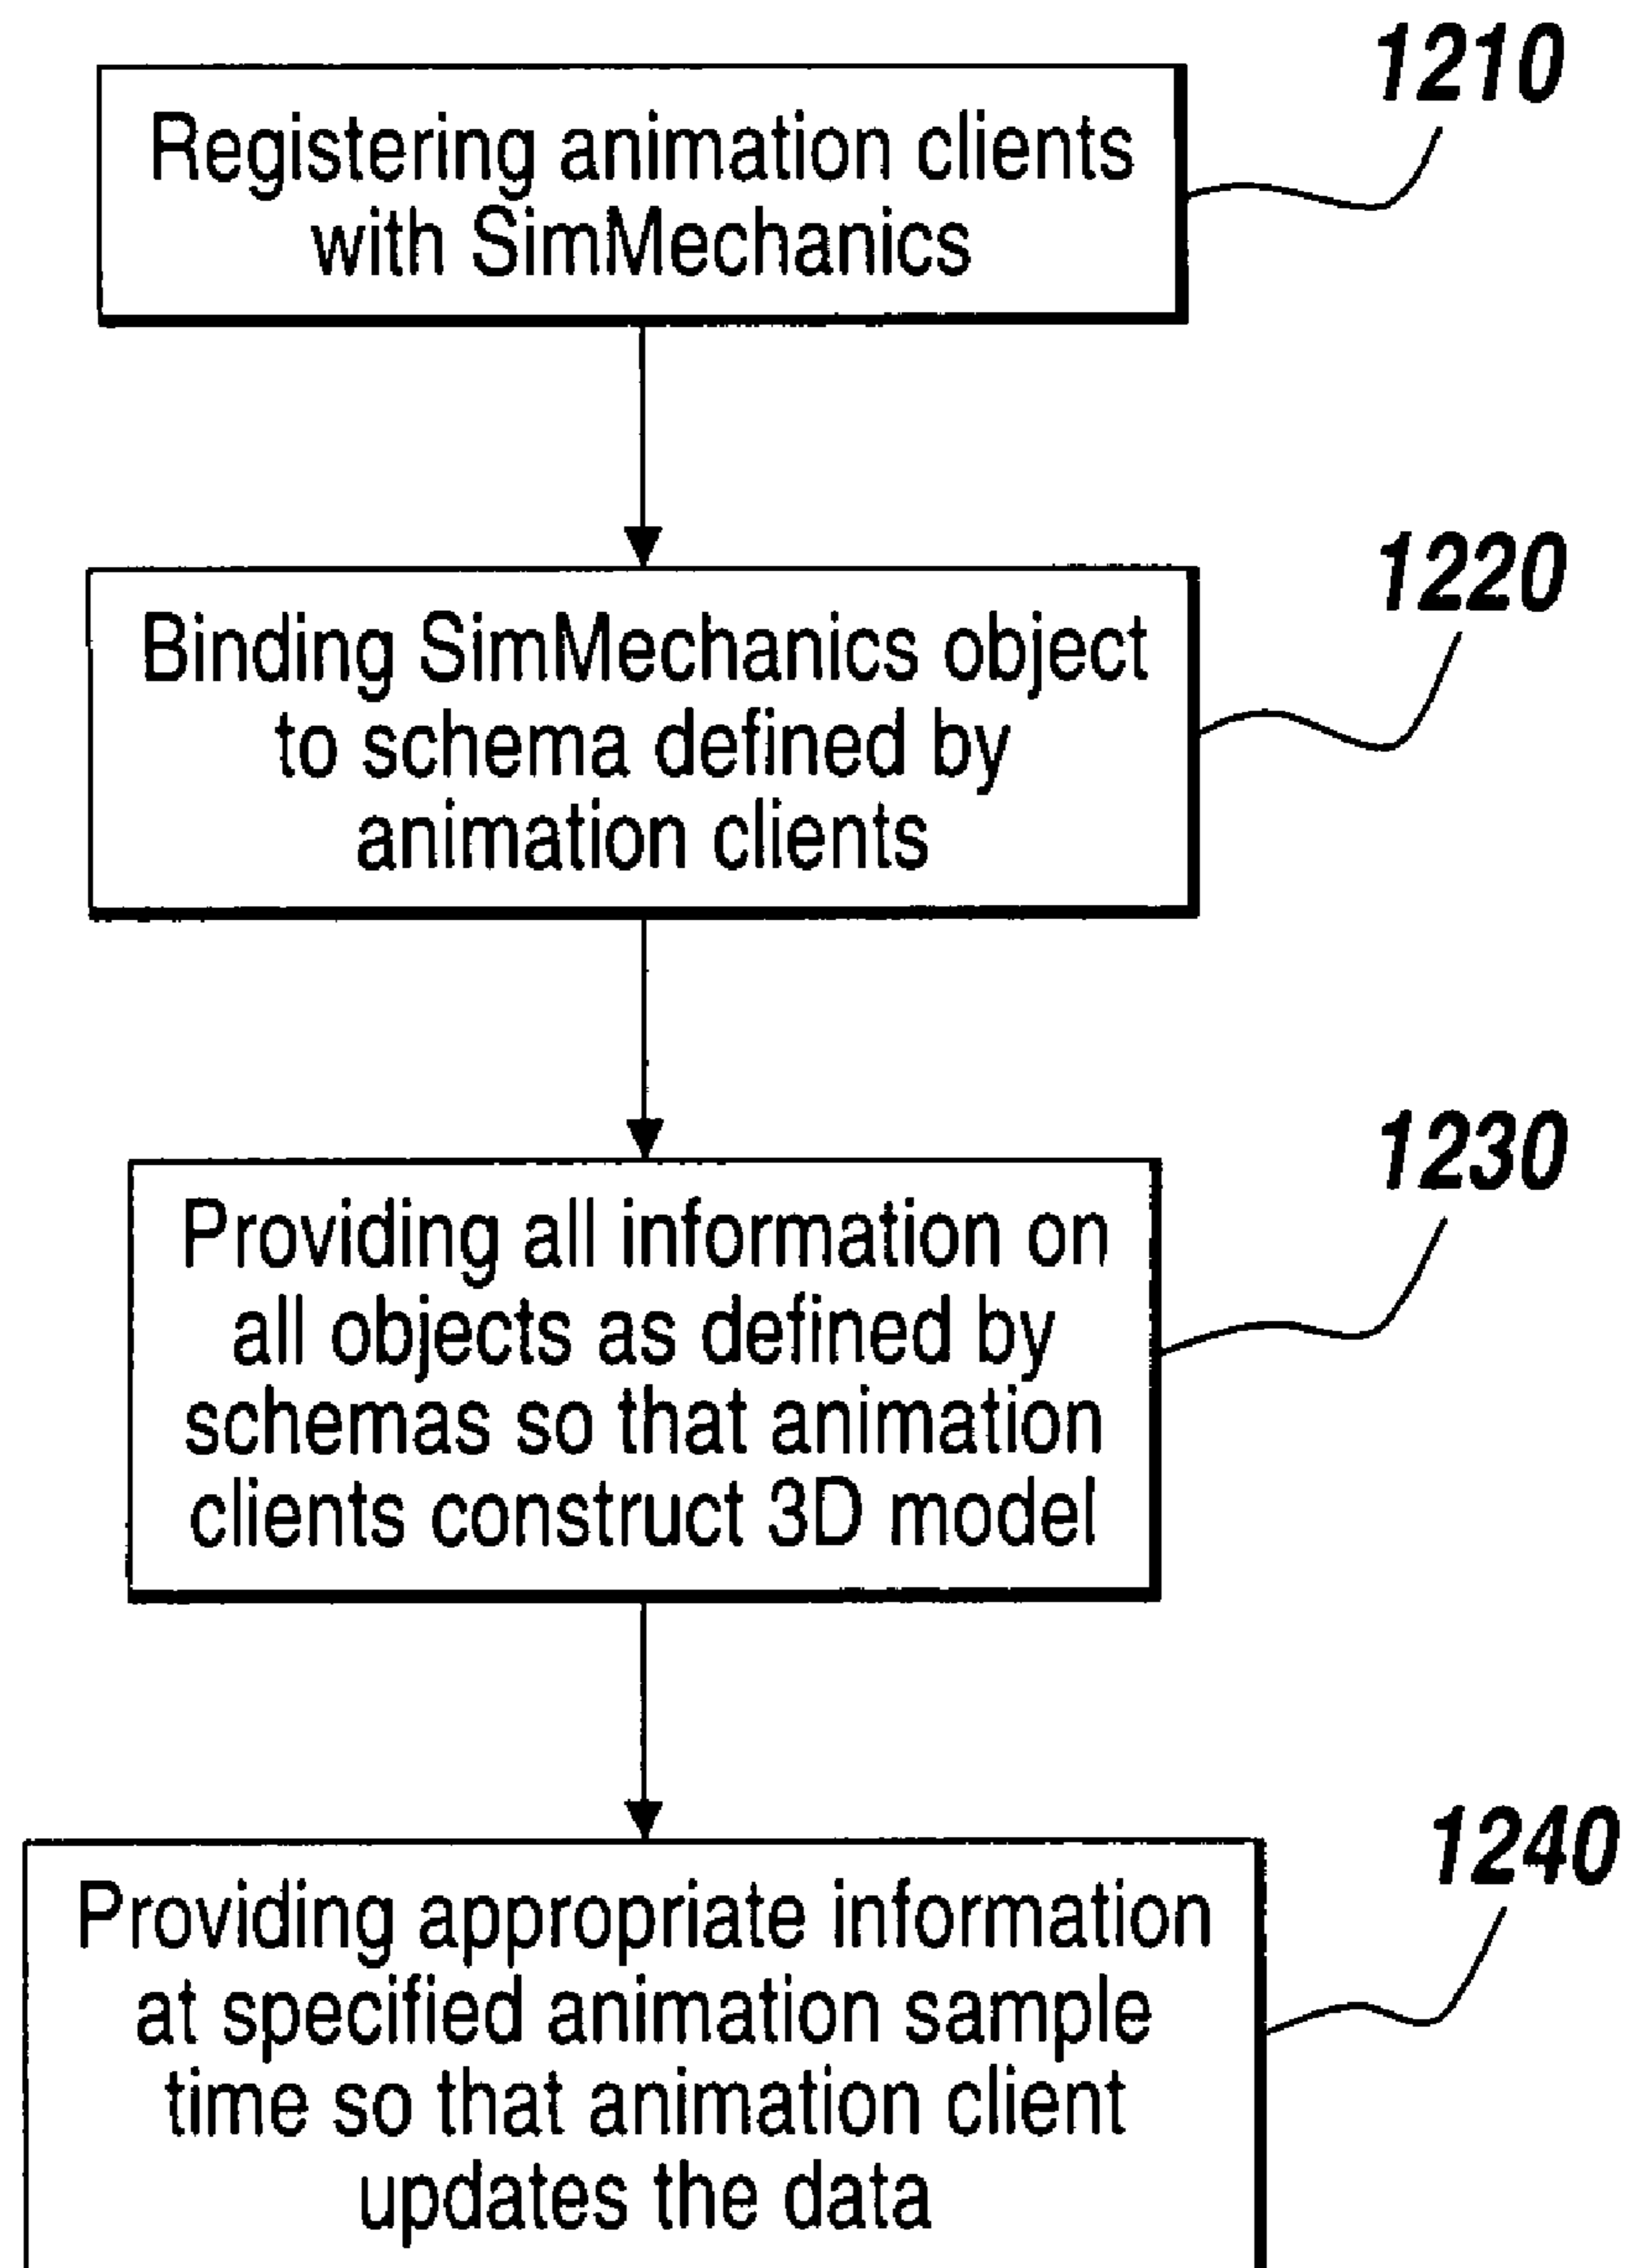 1210
Registering animation clients
with SimMechanics
1220
Binding SimMechanics object
to schema defined by
animation clients
1230
Providing all information on
all objects as defined by
schemas so that animation
clients construct 3D model
1240
Providing appropriate information
at specified animation sample
time so that animation client
updates the data